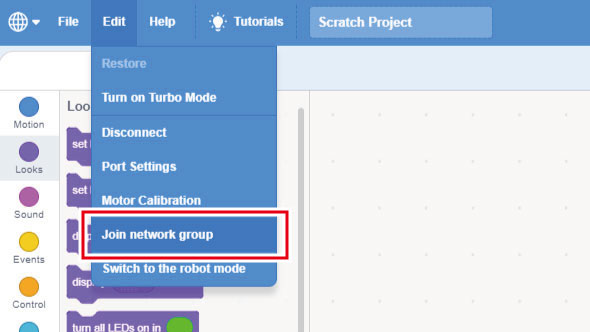 File Edit Help Tutorials Scratch Project
Restore
Turn on Turbo Mode
Disconnect
Port Settings
Motor Calibration
Join network group
Switch to the robot mode
Motion
Looks
Sound
Events
Control
Loo
set
set
displ
turn all LEDs on in